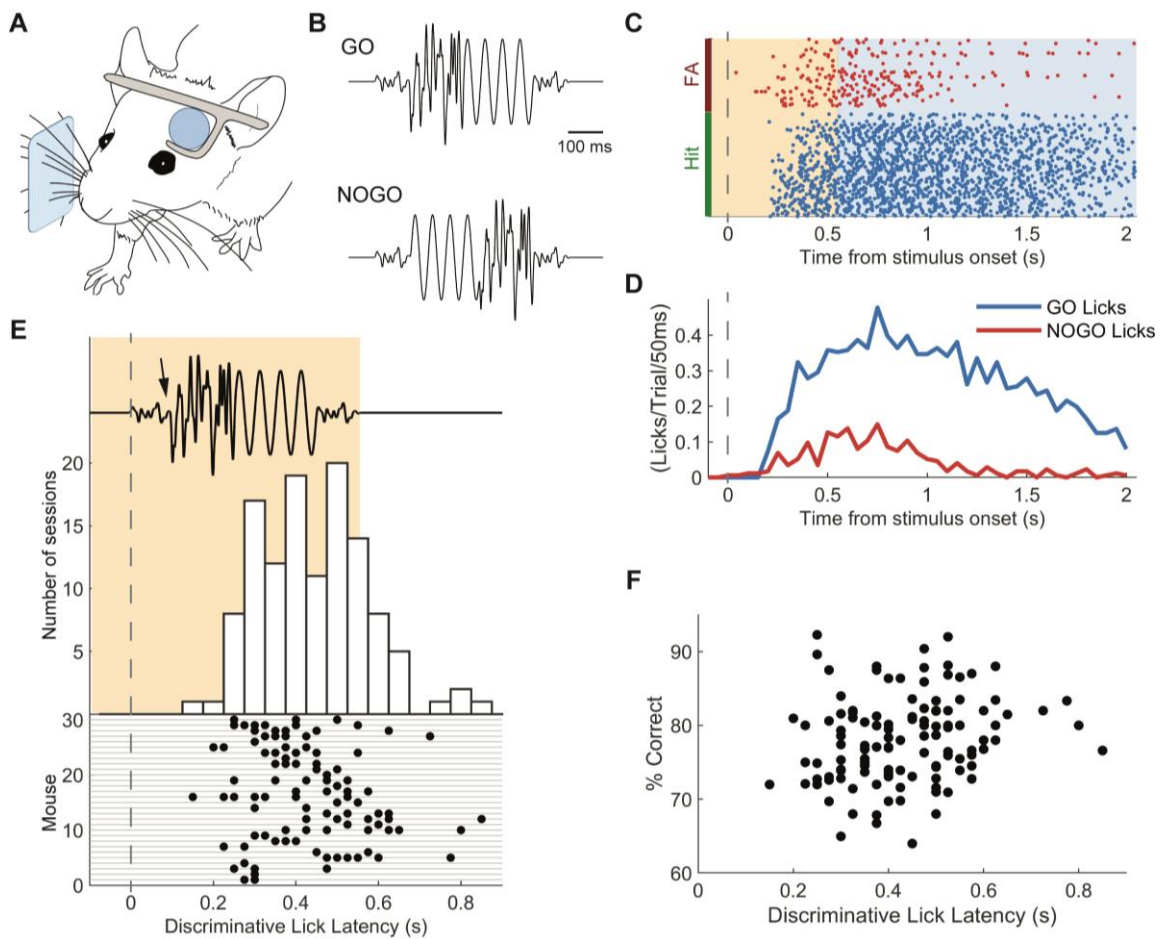 A
B
GO
100 ms
NOGO
C
FA
Hit
0
0.5
1
1.5
2
Time from stimulus onset (s)
D
GO Licks
NOGO Licks
(Licks/Trial/50ms)
0.4
0.3
0.2
0.1
0
0
0.5
1
1.5
2
Time from stimulus onset (s)
E
Number of sessions
20
15
10
5
Mouse
30
20
10
0
0
0.2
0.4
0.6
0.8
Discriminative Lick Latency (s)
F
% Correct
90
80
70
60
0
0.2
0.4
0.6
0.8
Discriminative Lick Latency (s)